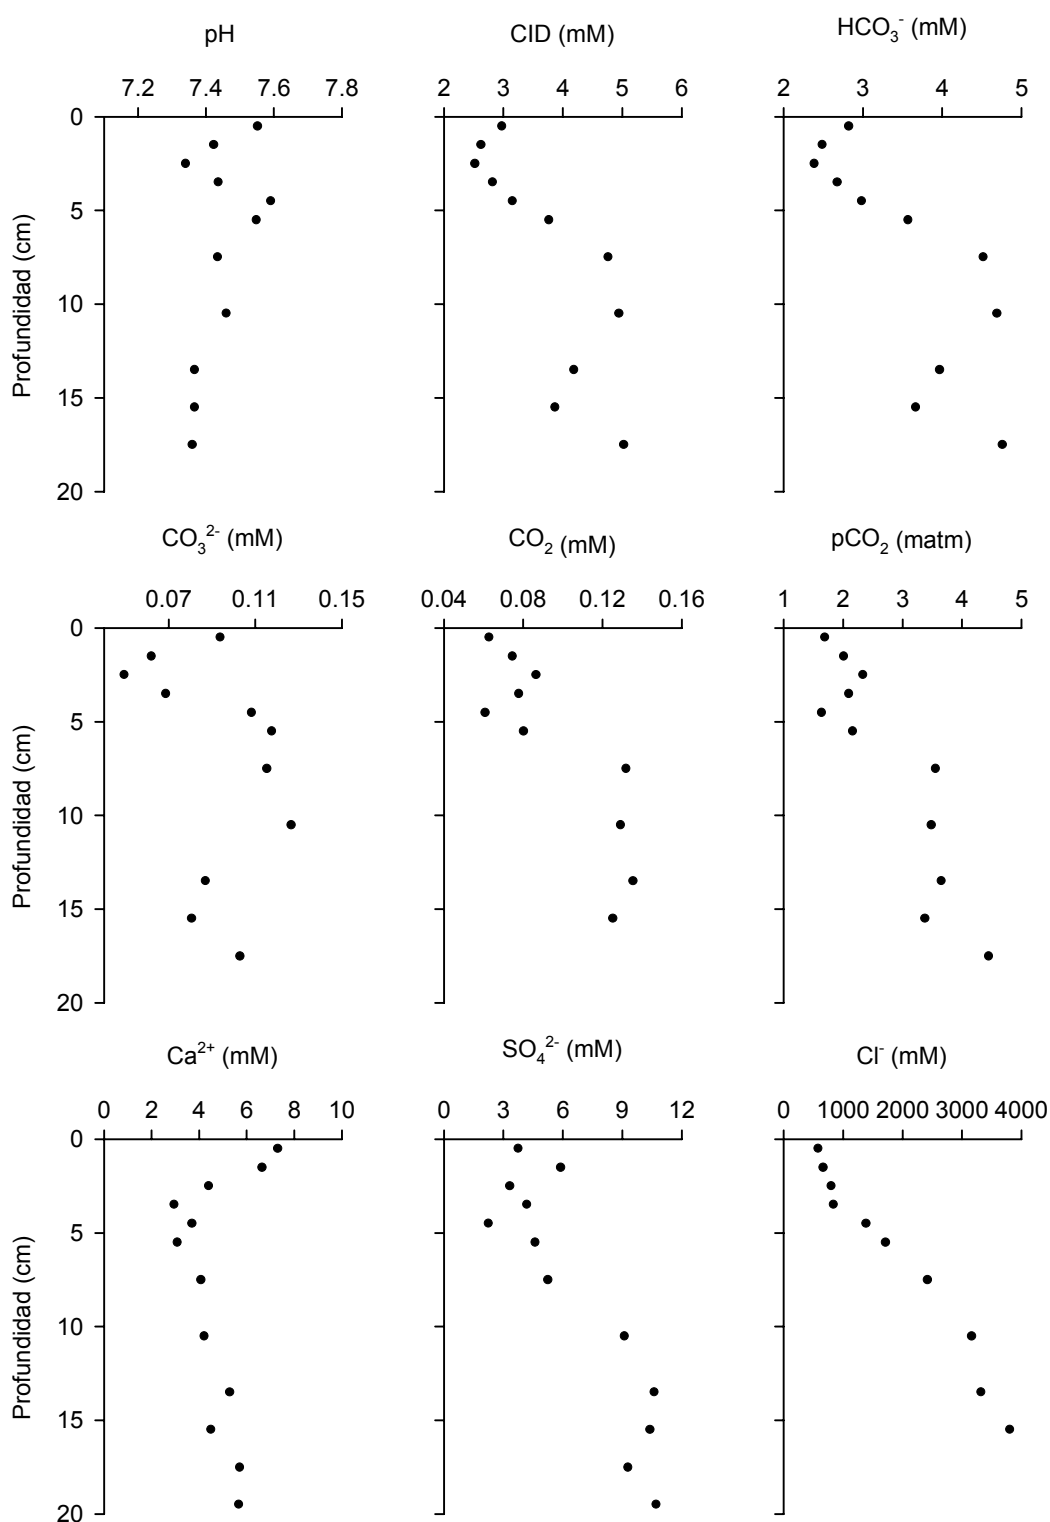 pH CID (mM) HCO₃⁻ (mM)
7.2 7.4 7.6 7.8 2 3 4 5 6 2 3 4 5
0
5
10
15
20
Profundidad (cm)
CO₃²⁻ (mM) CO₂ (mM) pCO₂ (matm)
0.07 0.11 0.15 0.04 0.08 0.12 0.16 1 2 3 4 5
0
5
10
15
20
Profundidad (cm)
Ca²⁺ (mM) SO₄²⁻ (mM) Cl⁻ (mM)
0 2 4 6 8 10 0 3 6 9 12 0 1000 2000 3000 4000
0
5
10
15
20
Profundidad (cm)